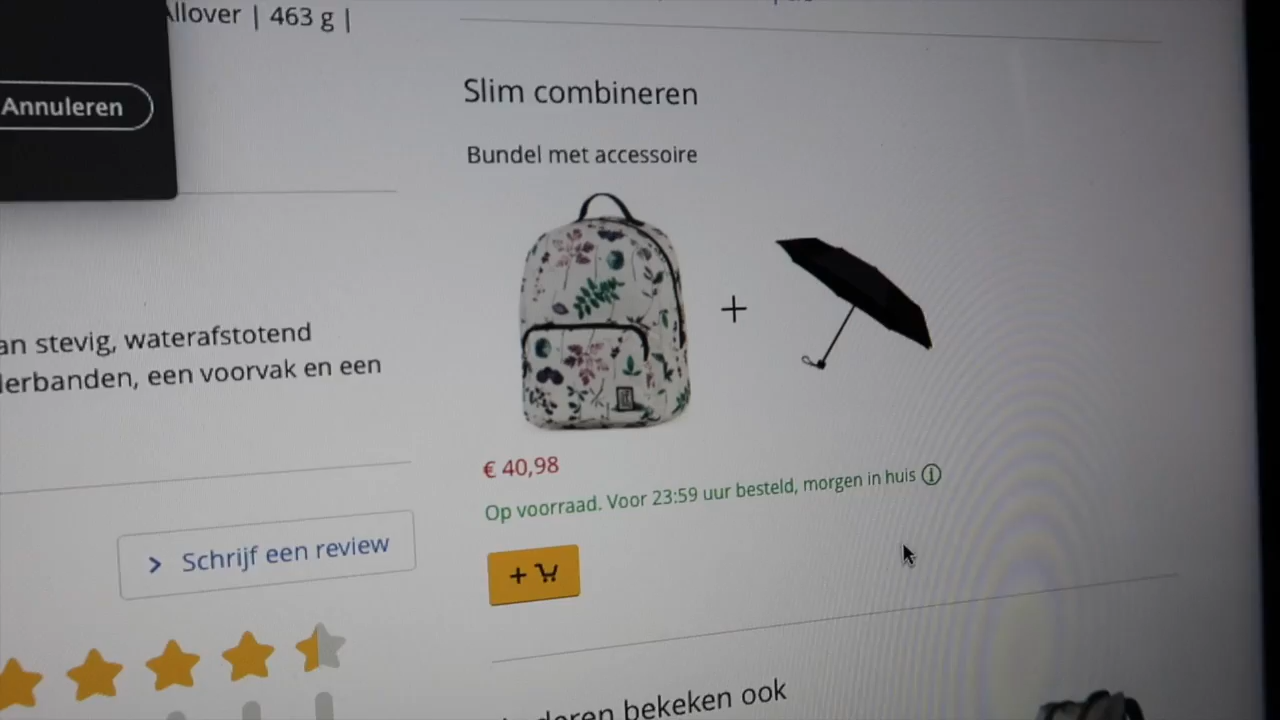 Allover | 463 g |
Annuleren
an stevig, waterafstotend
lerbanden, een voorvak en een
Schrijf een review
Slim combineren
Bundel met accessoire
+
€ 40,98
Op voorraad. Voor 23:59 uur besteld, morgen in huis
+
deren bekeken ook